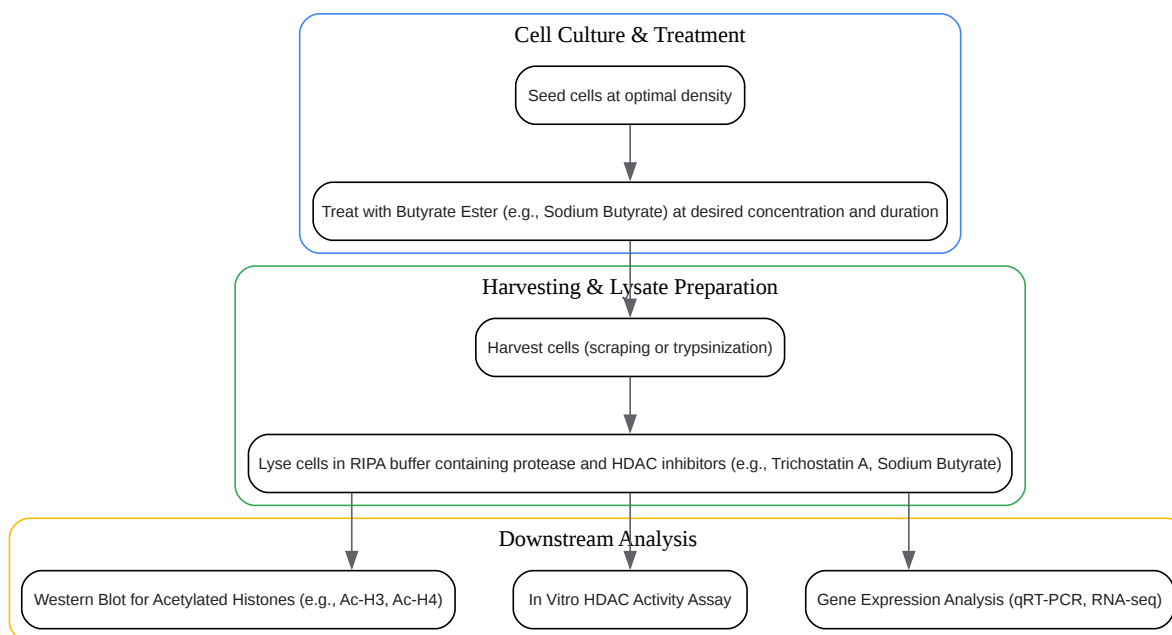 Cell Culture & Treatment
Seed cells at optimal density
Treat with Butyrate Ester (e.g., Sodium Butyrate) at desired concentration and duration
Harvesting & Lysate Preparation
Harvest cells (scraping or trypsinization)
Lyse cells in RIPA buffer containing protease and HDAC inhibitors (e.g., Trichostatin A, Sodium Butyrate)
Downstream Analysis
Western Blot for Acetylated Histones (e.g., Ac-H3, Ac-H4)
In Vitro HDAC Activity Assay
Gene Expression Analysis (qRT-PCR, RNA-seq)